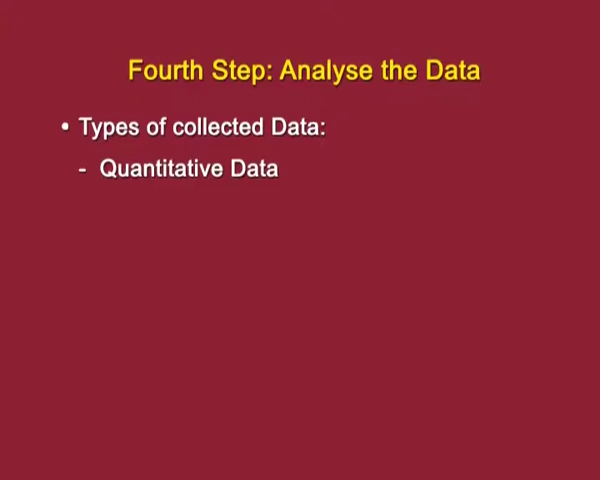 Fourth Step: Analyse the Data
• Types of collected Data:
- Quantitative Data